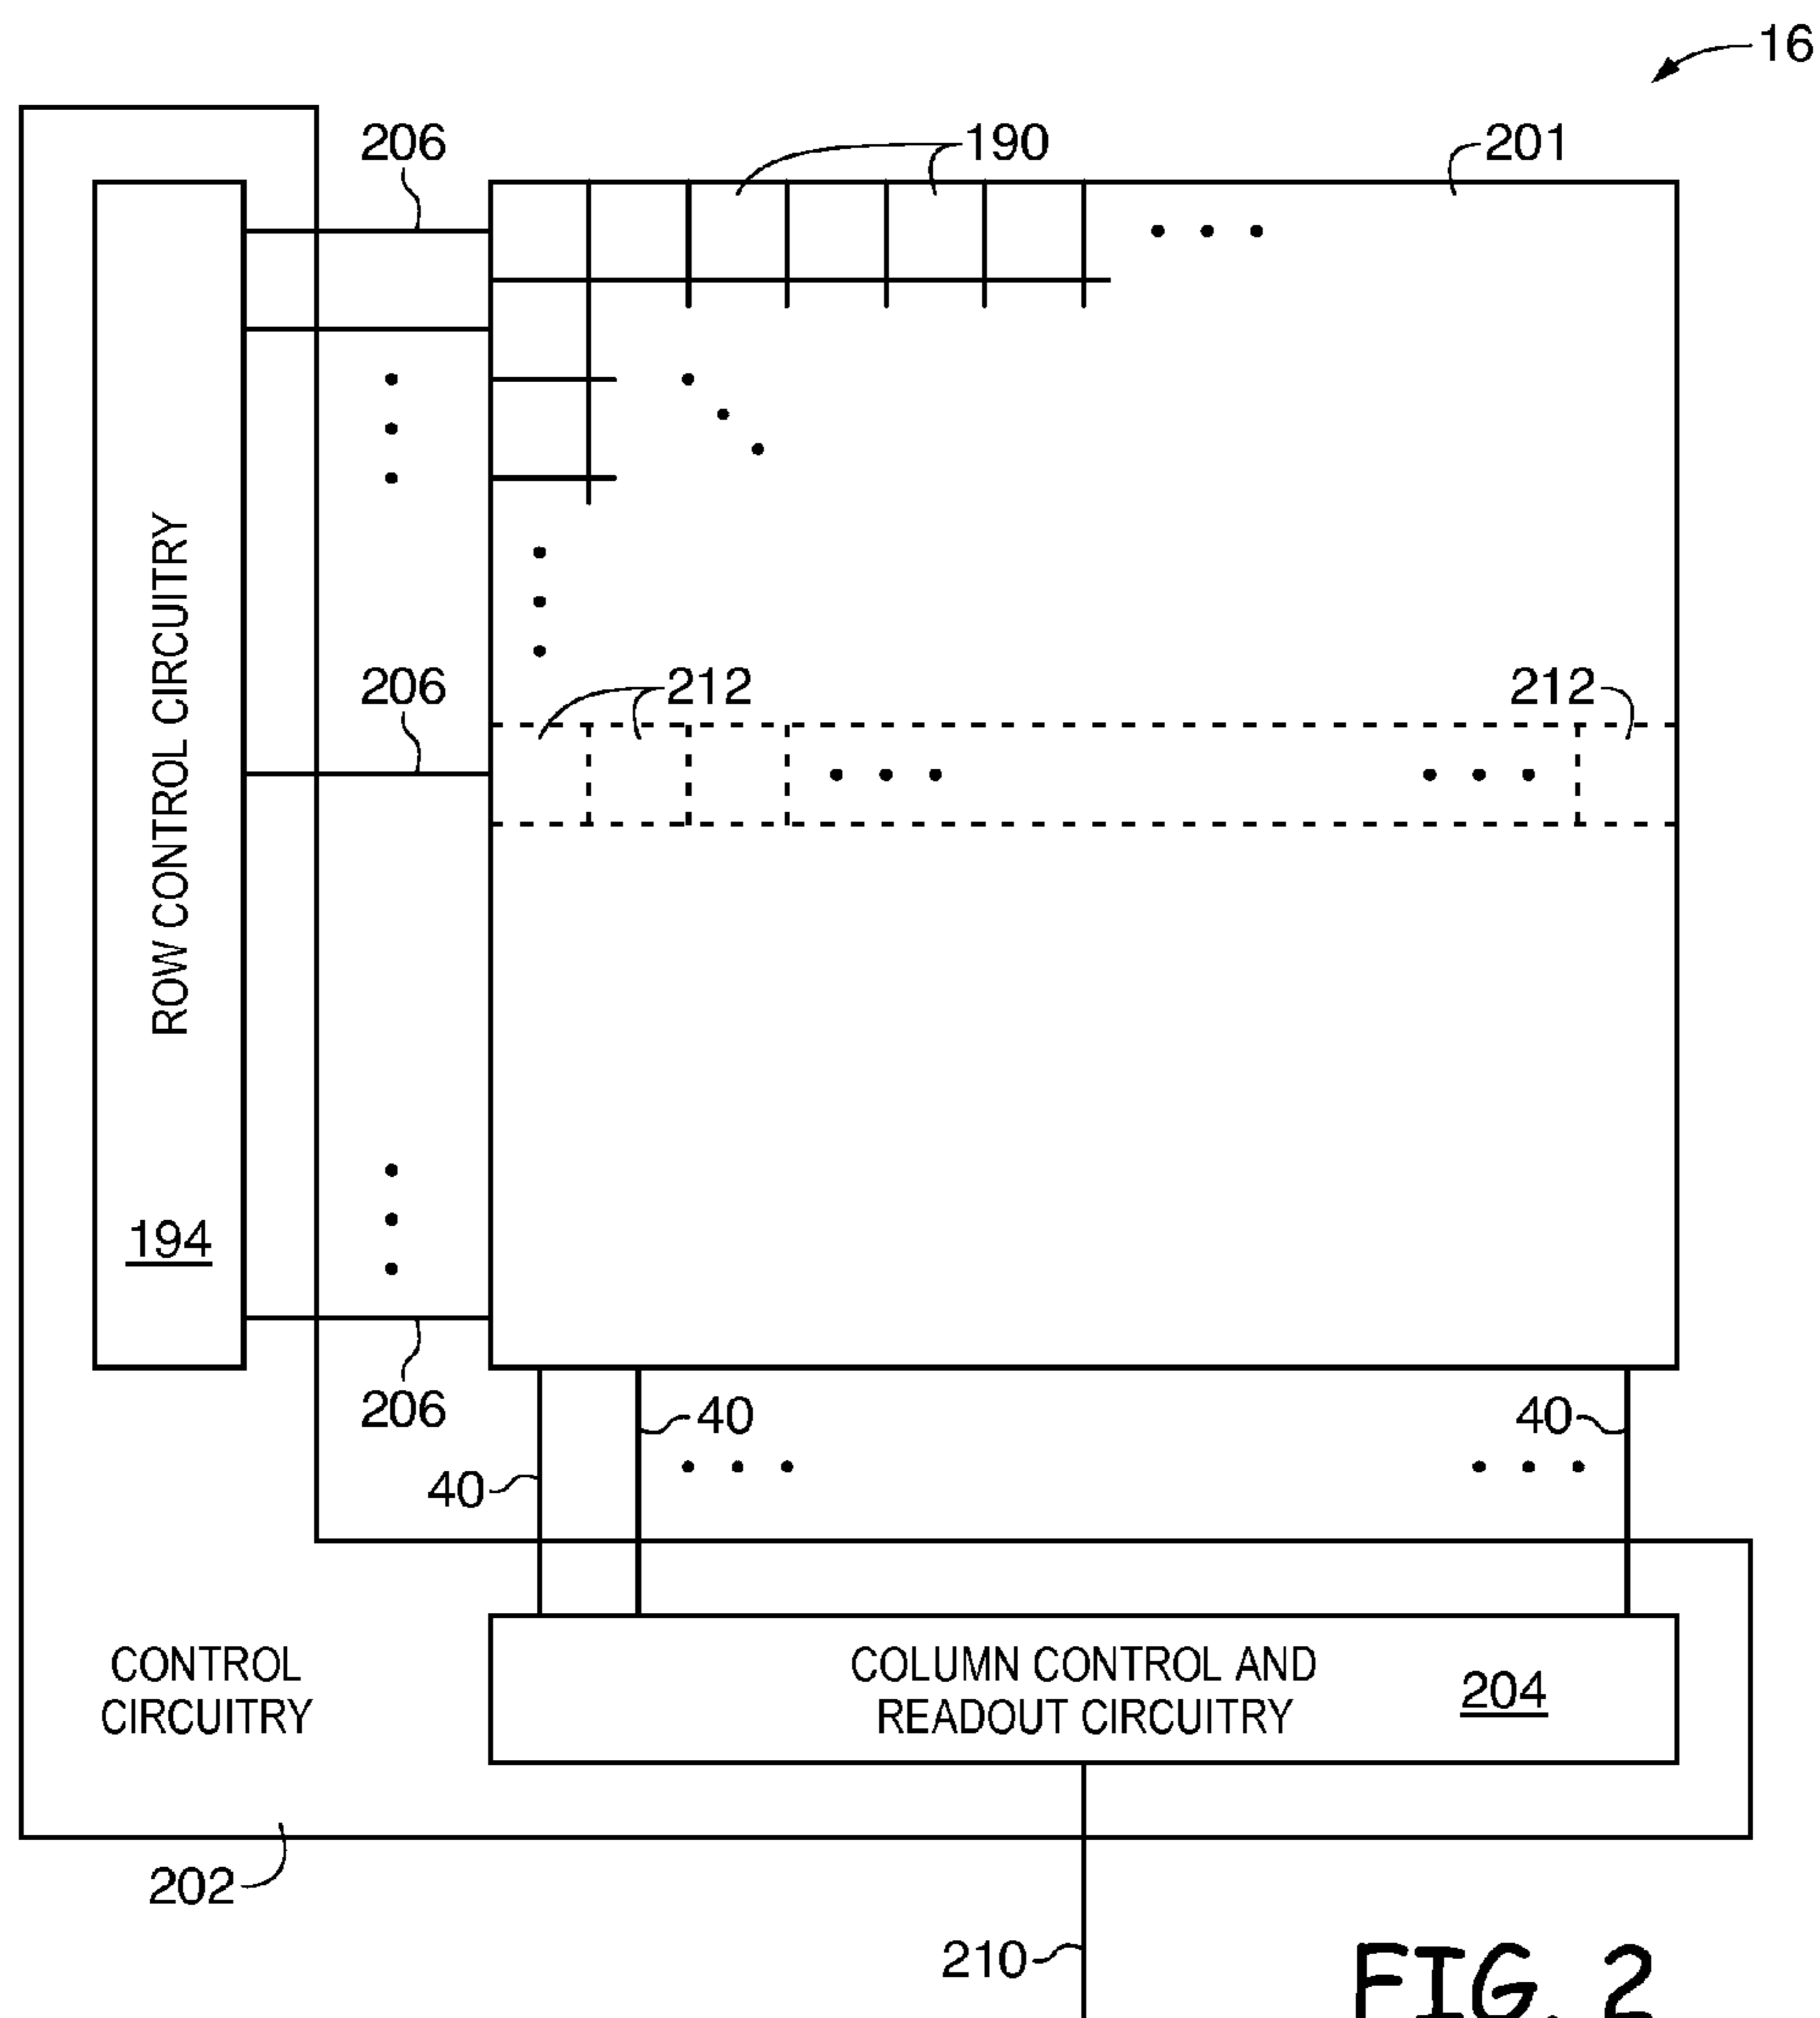 16
206
190
201
ROW CONTROL CIRCUITRY
206
212
212
194
206
40
40
40
CONTROL
CIRCUITRY
COLUMN CONTROL AND
READOUT CIRCUITRY
204
202
210
FIG. 2